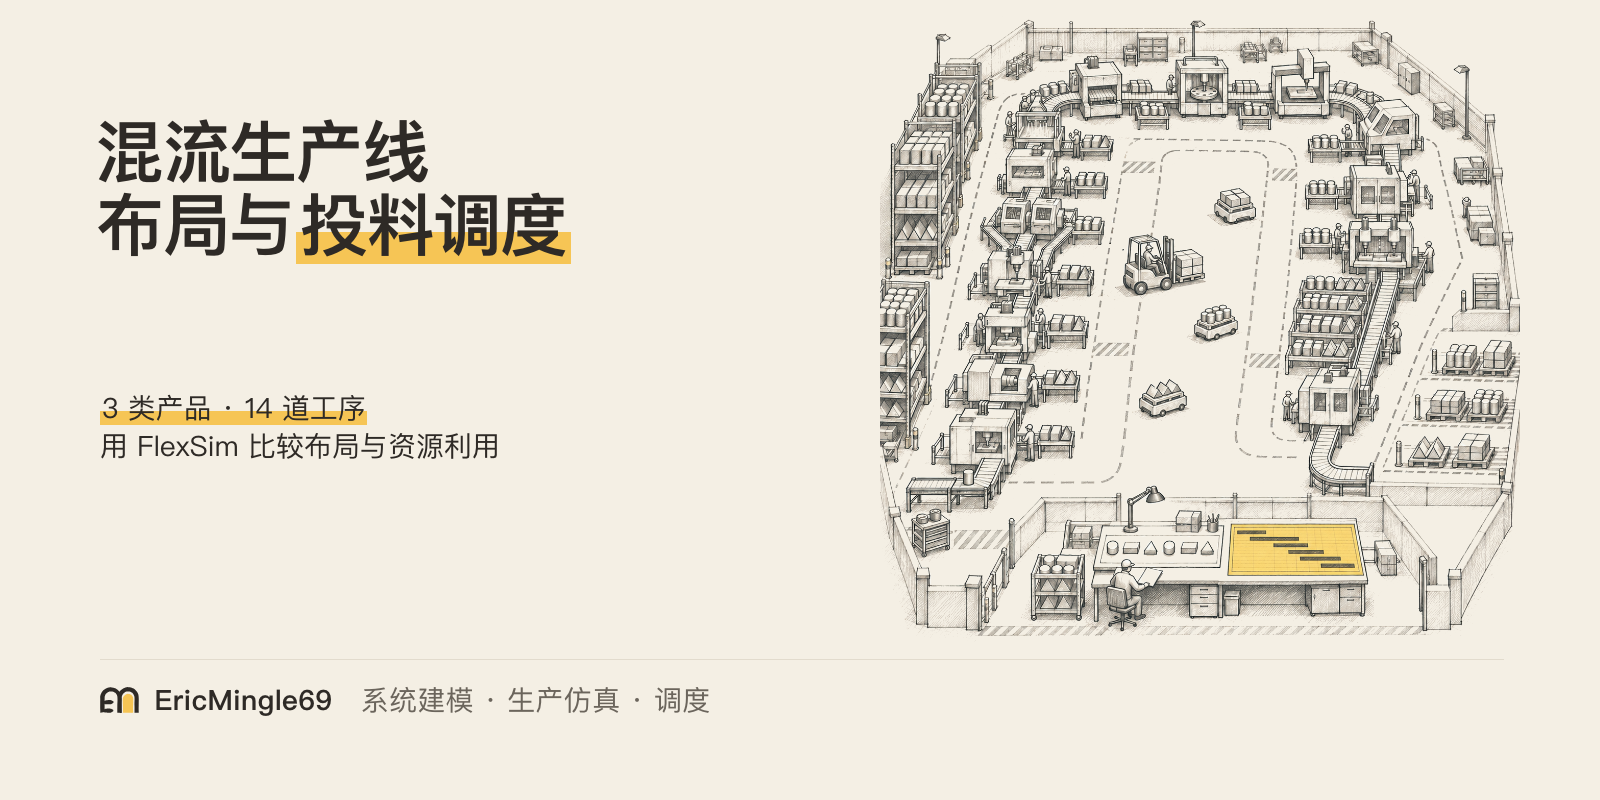 混流生产线
布局与投料调度
3 类产品 · 14 道工序
用 FlexSim 比较布局与资源利用
EricMingle69 系统建模 · 生产仿真 · 调度